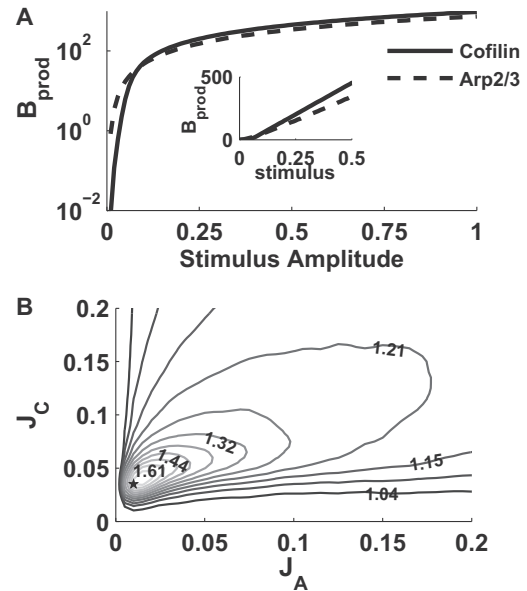 A
B_prod
10^2
10^0
10^-2
Cofilin
Arp2/3
B_prod
500
0
0 0.25 0.5
stimulus
0.25 0.5 0.75 1
Stimulus Amplitude
B
J_C
0.2
0.15
0.1
0.05
0
1.21
1.32
1.44
1.61
1.15
1.04
0 0.05 0.1 0.15 0.2
J_A